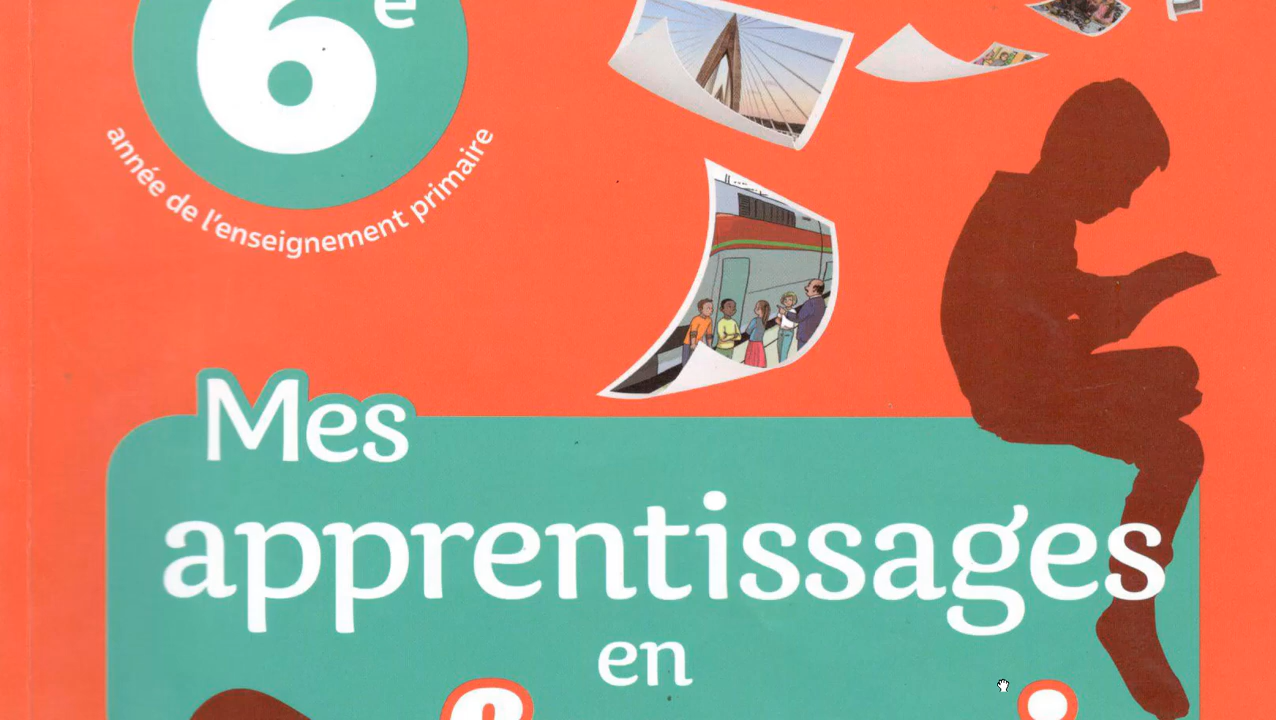 6e
année de l'enseignement primaire
Mes
apprentissages
en